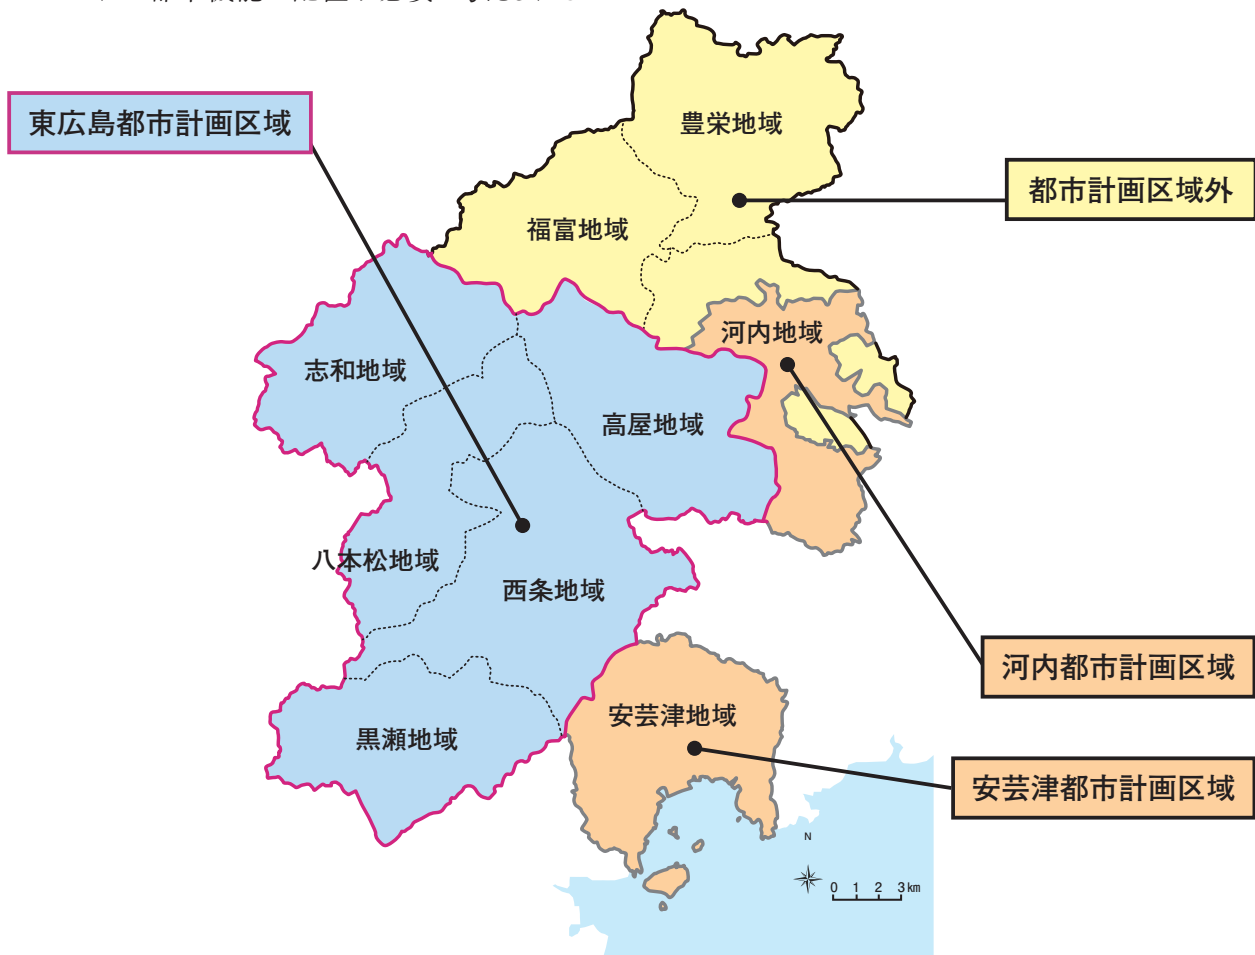 東広島都市計画区域
豊栄地域
都市計画区域外
福富地域
河内地域
志和地域
高屋地域
八本松地域
西条地域
河内都市計画区域
安芸津地域
黒瀬地域
安芸津都市計画区域
N
0 1 2 3km